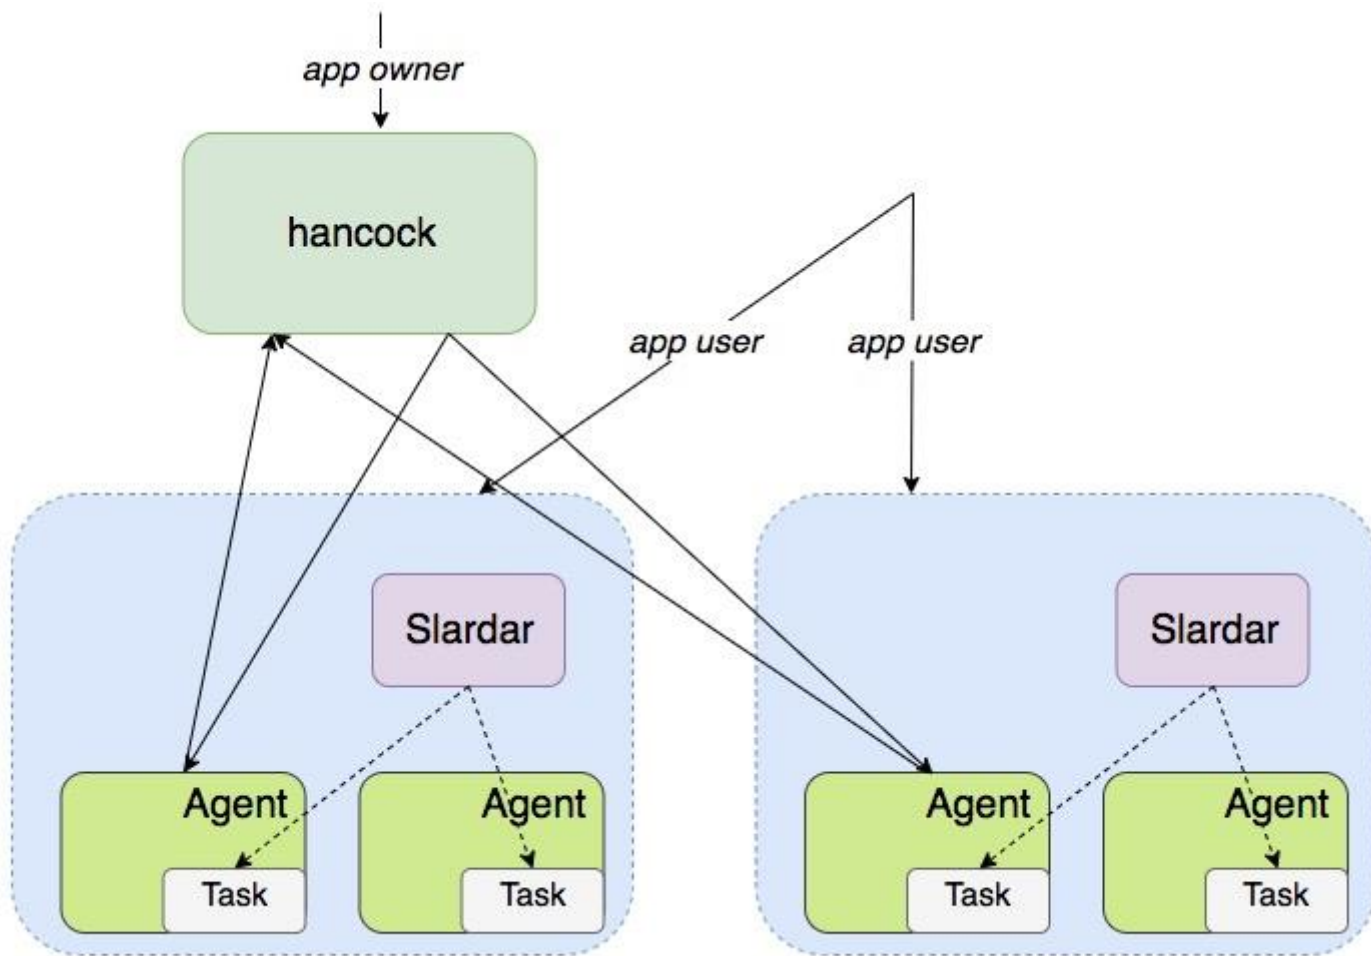 app owner
hancock
app user
app user
Slardar
Slardar
Agent
Agent
Agent
Agent
Task
Task
Task
Task